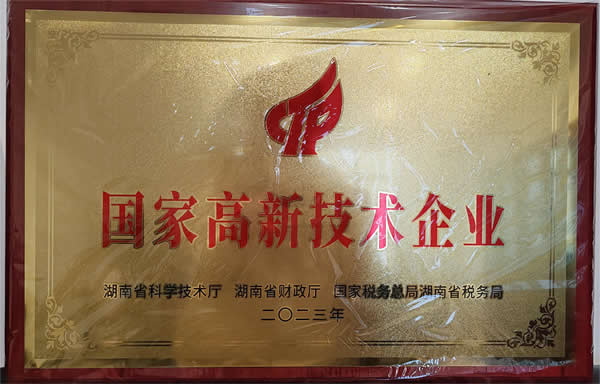 国家高新技术企业
湖南省科学技术厅 湖南省财政厅 国家税务总局湖南省税务局
二〇二三年